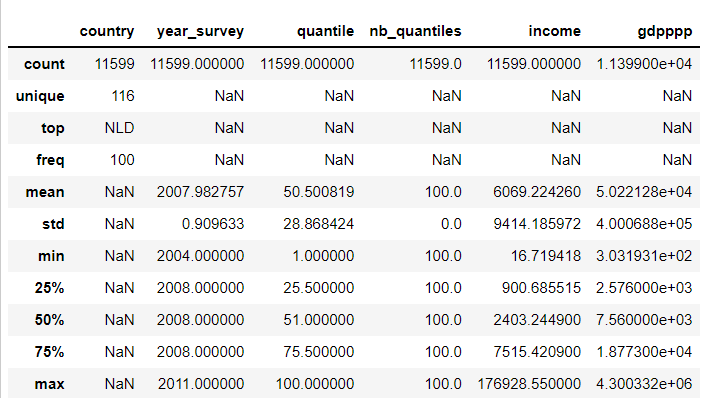 country year_survey quantile nb_quantiles income gdpppp
count 11599 11599.000000 11599.000000 11599.0 11599.000000 1.139900e+04
unique 116 NaN NaN NaN NaN NaN
top NLD NaN NaN NaN NaN NaN
freq 100 NaN NaN NaN NaN NaN
mean NaN 2007.982757 50.500819 100.0 6069.224260 5.022128e+04
std NaN 0.909633 28.868424 0.0 9414.185972 4.000688e+05
min NaN 2004.000000 1.000000 100.0 16.719418 3.031931e+02
25% NaN 2008.000000 25.500000 100.0 900.685515 2.576000e+03
50% NaN 2008.000000 51.000000 100.0 2403.244900 7.560000e+03
75% NaN 2008.000000 75.500000 100.0 7515.420900 1.877300e+04
max NaN 2011.000000 100.000000 100.0 176928.550000 4.300332e+06